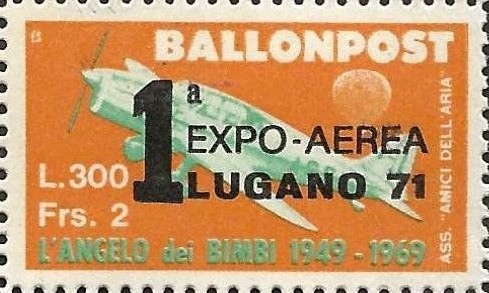 BALLONPOST
1a
EXPO-AEREA
LUGANO 71
L.300
Frs. 2
L'ANGELO dei BIMBI 1949-1969
ASS. "AMICI DELL'ARIA"